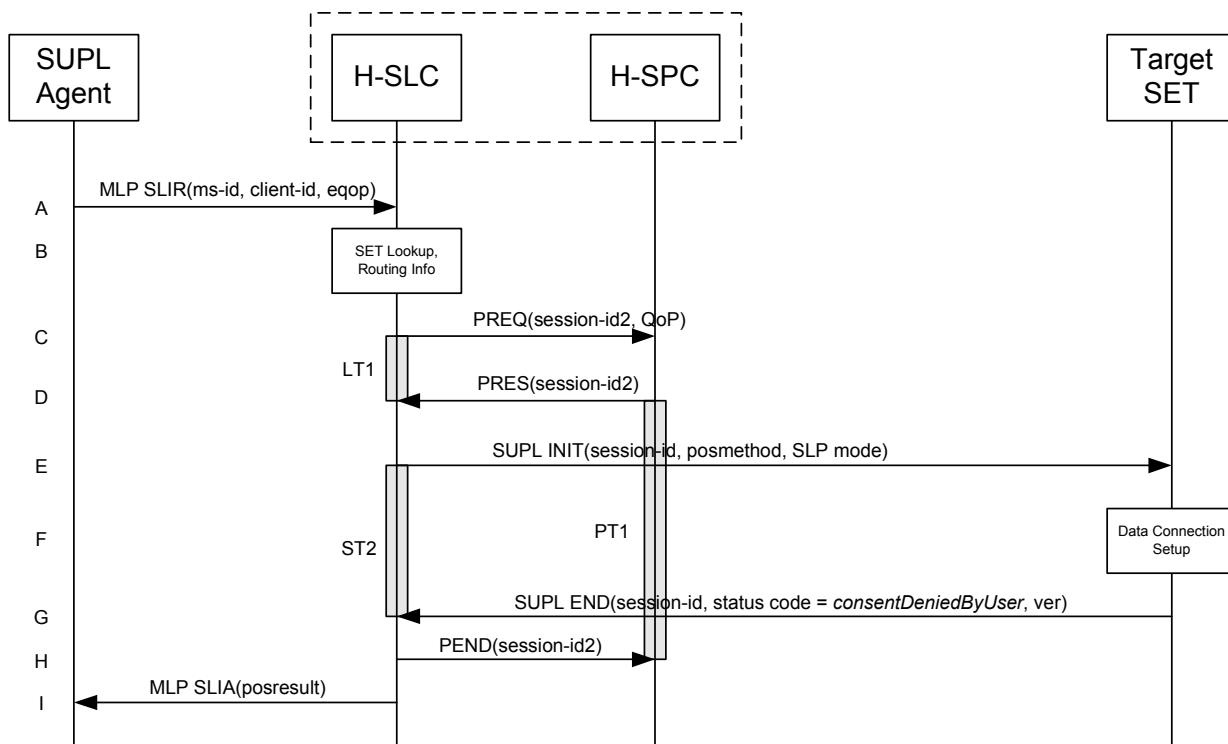 SUPL
Agent
H-SLC
H-SPC
Target
SET
A
MLP SLIR(ms-id, client-id, eqop)
B
SET Lookup,
Routing Info
C
PREQ(session-id2, QoP)
LT1
D
PRES(session-id2)
E
SUPL INIT(session-id, posmethod, SLP mode)
F
ST2
PT1
Data Connection
Setup
G
SUPL END(session-id, status code = consentDeniedByUser, ver)
H
PEND(session-id2)
I
MLP SLIA(posresult)